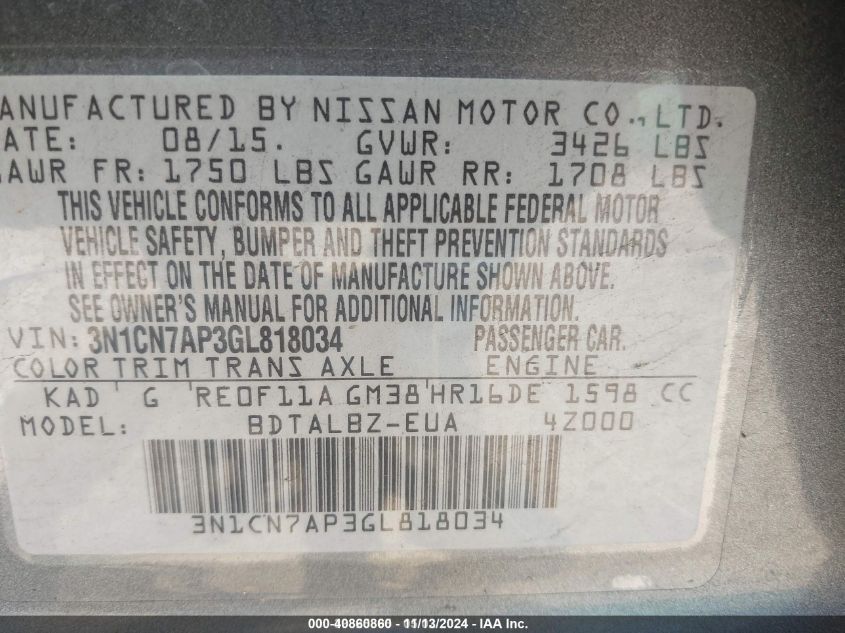 ANUFACTURED BY NISSAN MOTOR CO., LTD.
ATE: 08/15. GVWR: 3426 LBS
GAWR FR: 1750 LBS GAWR RR: 1708 LBS
THIS VEHICLE CONFORMS TO ALL APPLICABLE FEDERAL MOTOR
VEHICLE SAFETY, BUMPER AND THEFT PREVENTION STANDARDS
IN EFFECT ON THE DATE OF MANUFACTURE SHOWN ABOVE.
SEE OWNER'S MANUAL FOR ADDITIONAL INFORMATION.
VIN: 3N1CN7AP3GL818034 PASSENGER CAR.
COLOR TRIM TRANS AXLE ENGINE
KAD G RE0F11A GM38 HR16DE 1598 CC
MODEL: BDTALBZ-EUA 4Z000
3N1CN7AP3GL818034
000-40860860 - 11/13/2024 - IAA Inc.